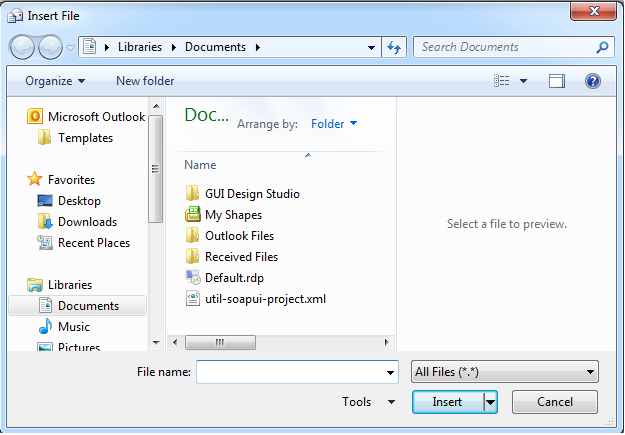 Insert File
Libraries Documents
Search Documents
Organize New folder
Microsoft Outlook
Templates
Favorites
Desktop
Downloads
Recent Places
Libraries
Documents
Music
Pictures
Doc...
Arrange by: Folder
Name
GUI Design Studio
My Shapes
Outlook Files
Received Files
Default.rdp
util-soapui-project.xml
Select a file to preview.
File name:
All Files (*.*)
Tools
Insert
Cancel